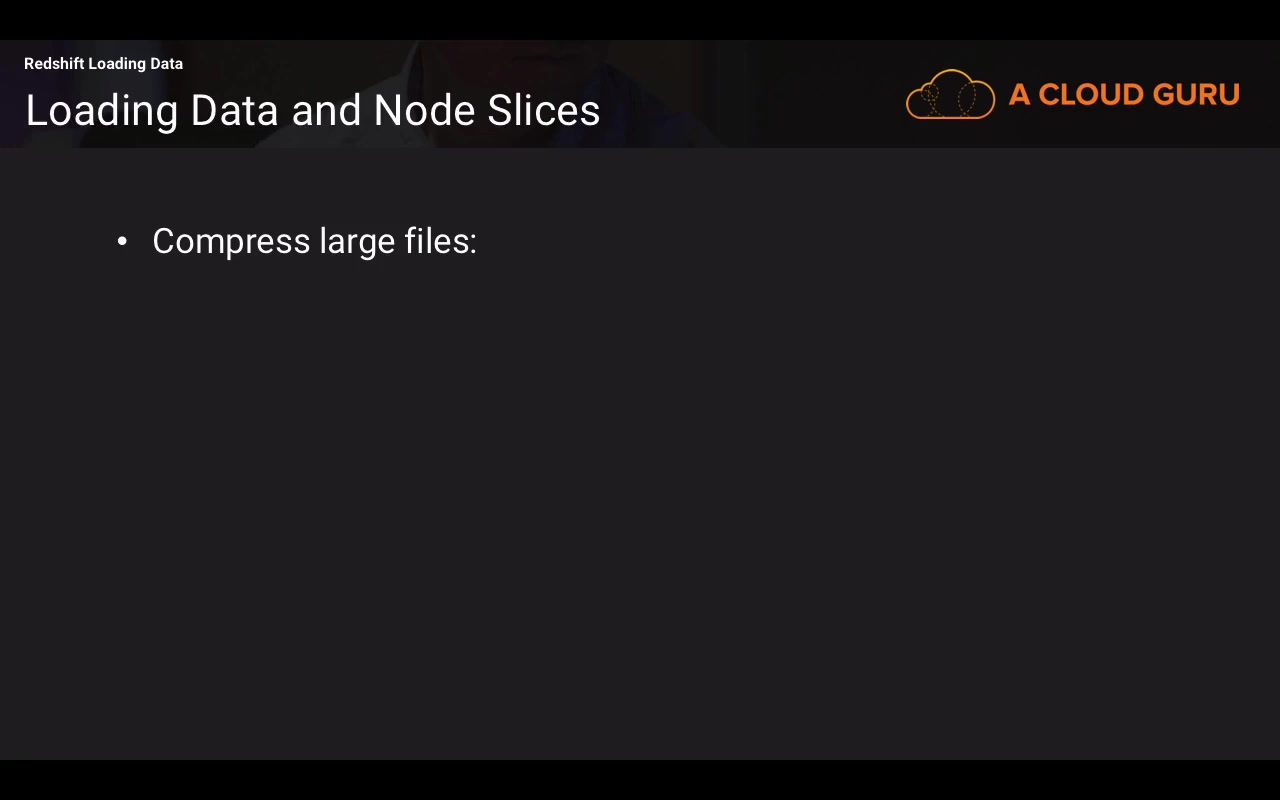 Redshift Loading Data
Loading Data and Node Slices
A CLOUD GURU
• Compress large files: